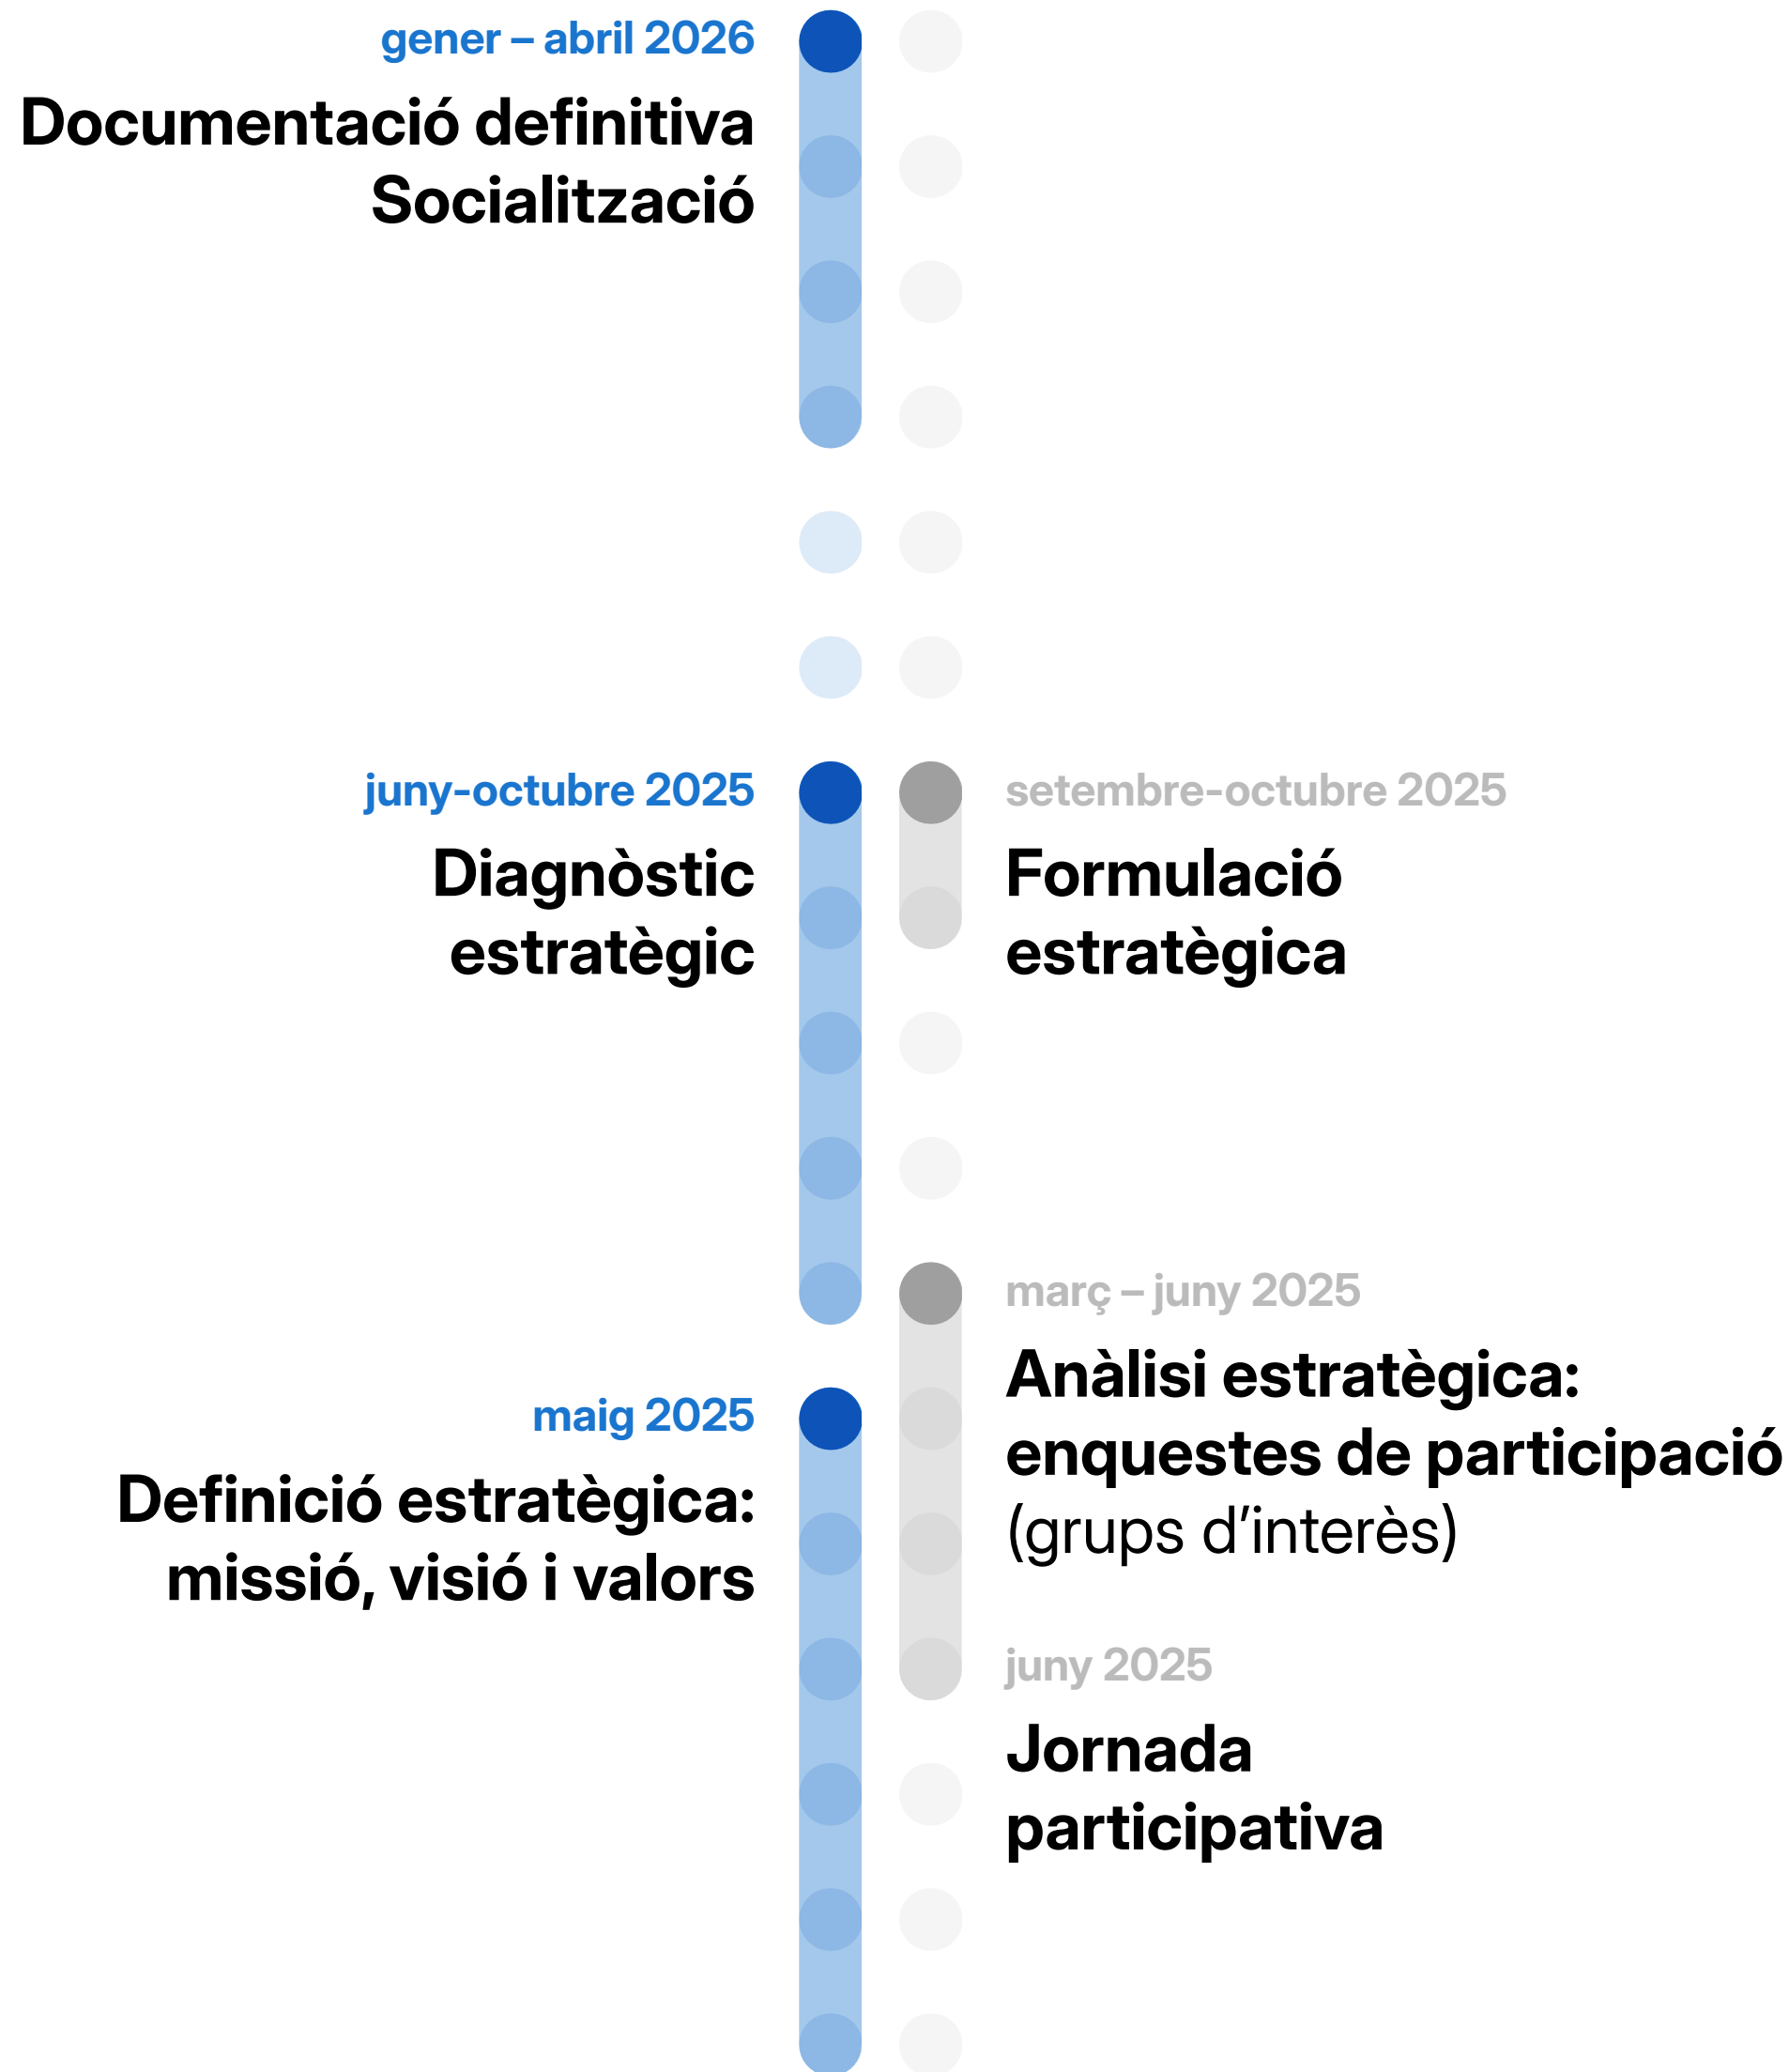 gener – abril 2026
Documentació definitiva
Socialització
juny-octubre 2025
Diagnòstic
estratègic
setembre-octubre 2025
Formulació
estratègica
març – juny 2025
Anàlisi estratègica:
enquestes de participació
(grups d’interès)
maig 2025
Definició estratègica:
missió, visió i valors
juny 2025
Jornada
participativa